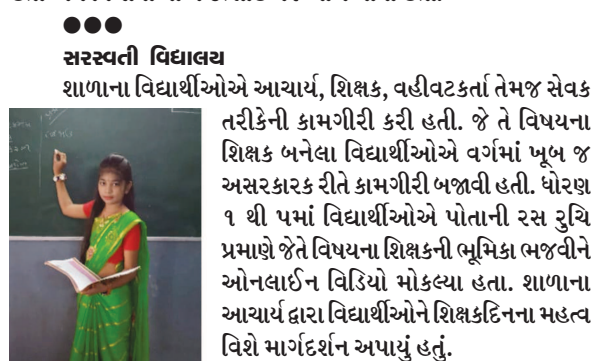 ●●●
સરસ્વતી વિદ્યાલય
શાળાના વિદ્યાર્થીઓએ આચાર્ય, શિક્ષક, વહીવટકર્તા તેમજ સેવક
તરીકેની કામગીરી કરી હતી. જે તે વિષયના
શિક્ષક બનેલા વિદ્યાર્થીઓએ વર્ગમાં ખૂબ જ
અસરકારક રીતે કામગીરી બજાવી હતી. ધોરણ
૧ થી ૫માં વિદ્યાર્થીઓએ પોતાની રસ રુચિ
પ્રમાણે જેતે વિષયના શિક્ષકની ભૂમિકા ભજવીને
ઓનલાઈન વિડિયો મોકલ્યા હતા. શાળાના
આચાર્ય દ્વારા વિદ્યાર્થીઓને શિક્ષકદિનના મહત્વ
વિશે માર્ગદર્શન અપાયું હતું.